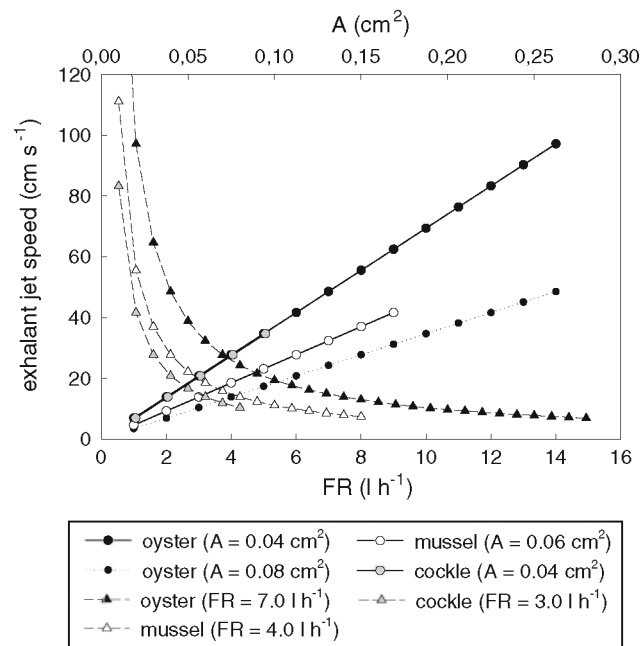 A (cm²)
0,00 0,05 0,10 0,15 0,20 0,25 0,30
120
100
80
60
40
20
0
exhalant jet speed (cm s⁻¹)
0 2 4 6 8 10 12 14 16
FR (l h⁻¹)
oyster (A = 0.04 cm²)
oyster (A = 0.08 cm²)
oyster (FR = 7.0 l h⁻¹)
mussel (FR = 4.0 l h⁻¹)
mussel (A = 0.06 cm²)
cockle (A = 0.04 cm²)
cockle (FR = 3.0 l h⁻¹)